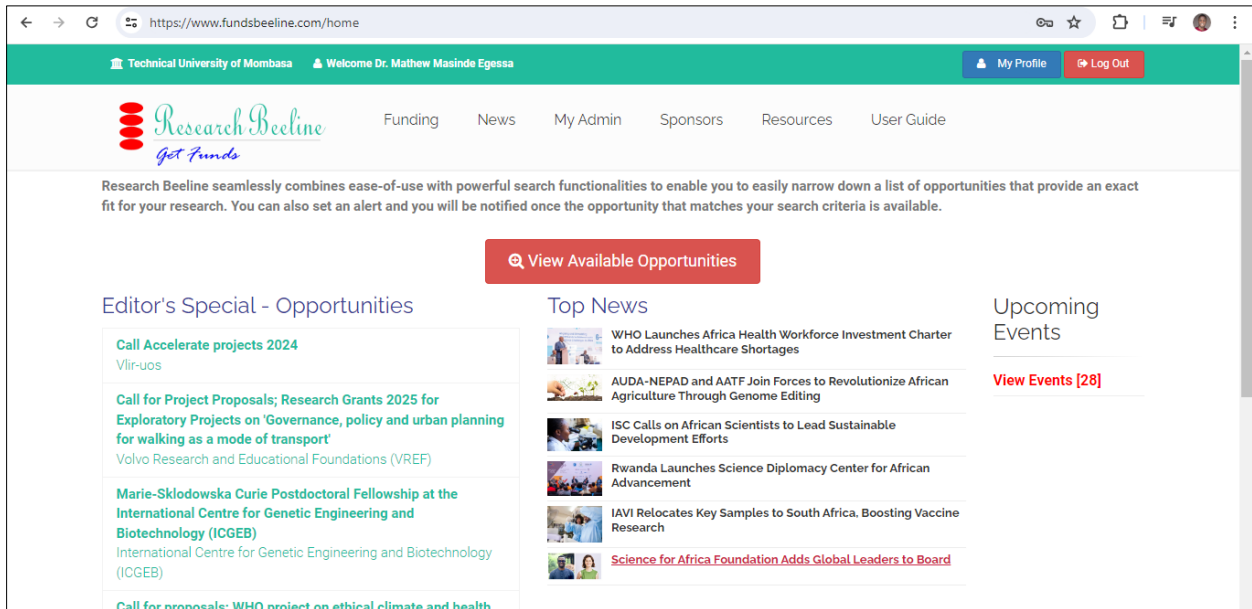 https://www.fundsbeeline.com/home
Technical University of Mombasa Welcome Dr. Mathew Masinde Egessa My Profile Log Out
Research Beeline
Get Funds
Funding News My Admin Sponsors Resources User Guide
Research Beeline seamlessly combines ease-of-use with powerful search functionalities to enable you to easily narrow down a list of opportunities that provide an exact
fit for your research. You can also set an alert and you will be notified once the opportunity that matches your search criteria is available.
View Available Opportunities
Editor's Special - Opportunities
Call Accelerate projects 2024
Vlir-uos
Call for Project Proposals; Research Grants 2025 for
Exploratory Projects on 'Governance, policy and urban planning
for walking as a mode of transport'
Volvo Research and Educational Foundations (VREF)
Marie-Sklodowska Curie Postdoctoral Fellowship at the
International Centre for Genetic Engineering and
Biotechnology (ICGEB)
International Centre for Genetic Engineering and Biotechnology
(ICGEB)
Call for proposals: WHO project on ethical climate and health
Top News
WHO Launches Africa Health Workforce Investment Charter
to Address Healthcare Shortages
AUDA-NEPAD and AATF Join Forces to Revolutionize African
Agriculture Through Genome Editing
ISC Calls on African Scientists to Lead Sustainable
Development Efforts
Rwanda Launches Science Diplomacy Center for African
Advancement
IAVI Relocates Key Samples to South Africa, Boosting Vaccine
Research
Science for Africa Foundation Adds Global Leaders to Board
Upcoming
Events
View Events [28]